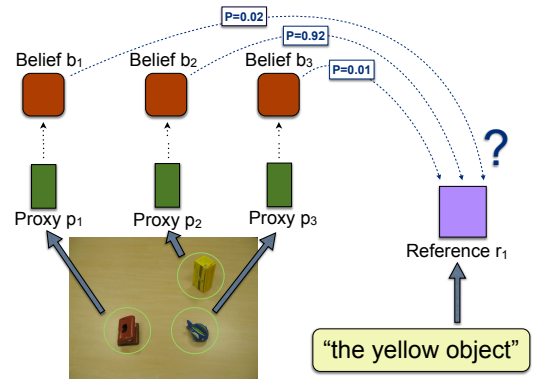 P=0.02
P=0.92
P=0.01
Belief b₁
Belief b₂
Belief b₃
?
Proxy p₁
Proxy p₂
Proxy p₃
Reference r₁
“the yellow object”